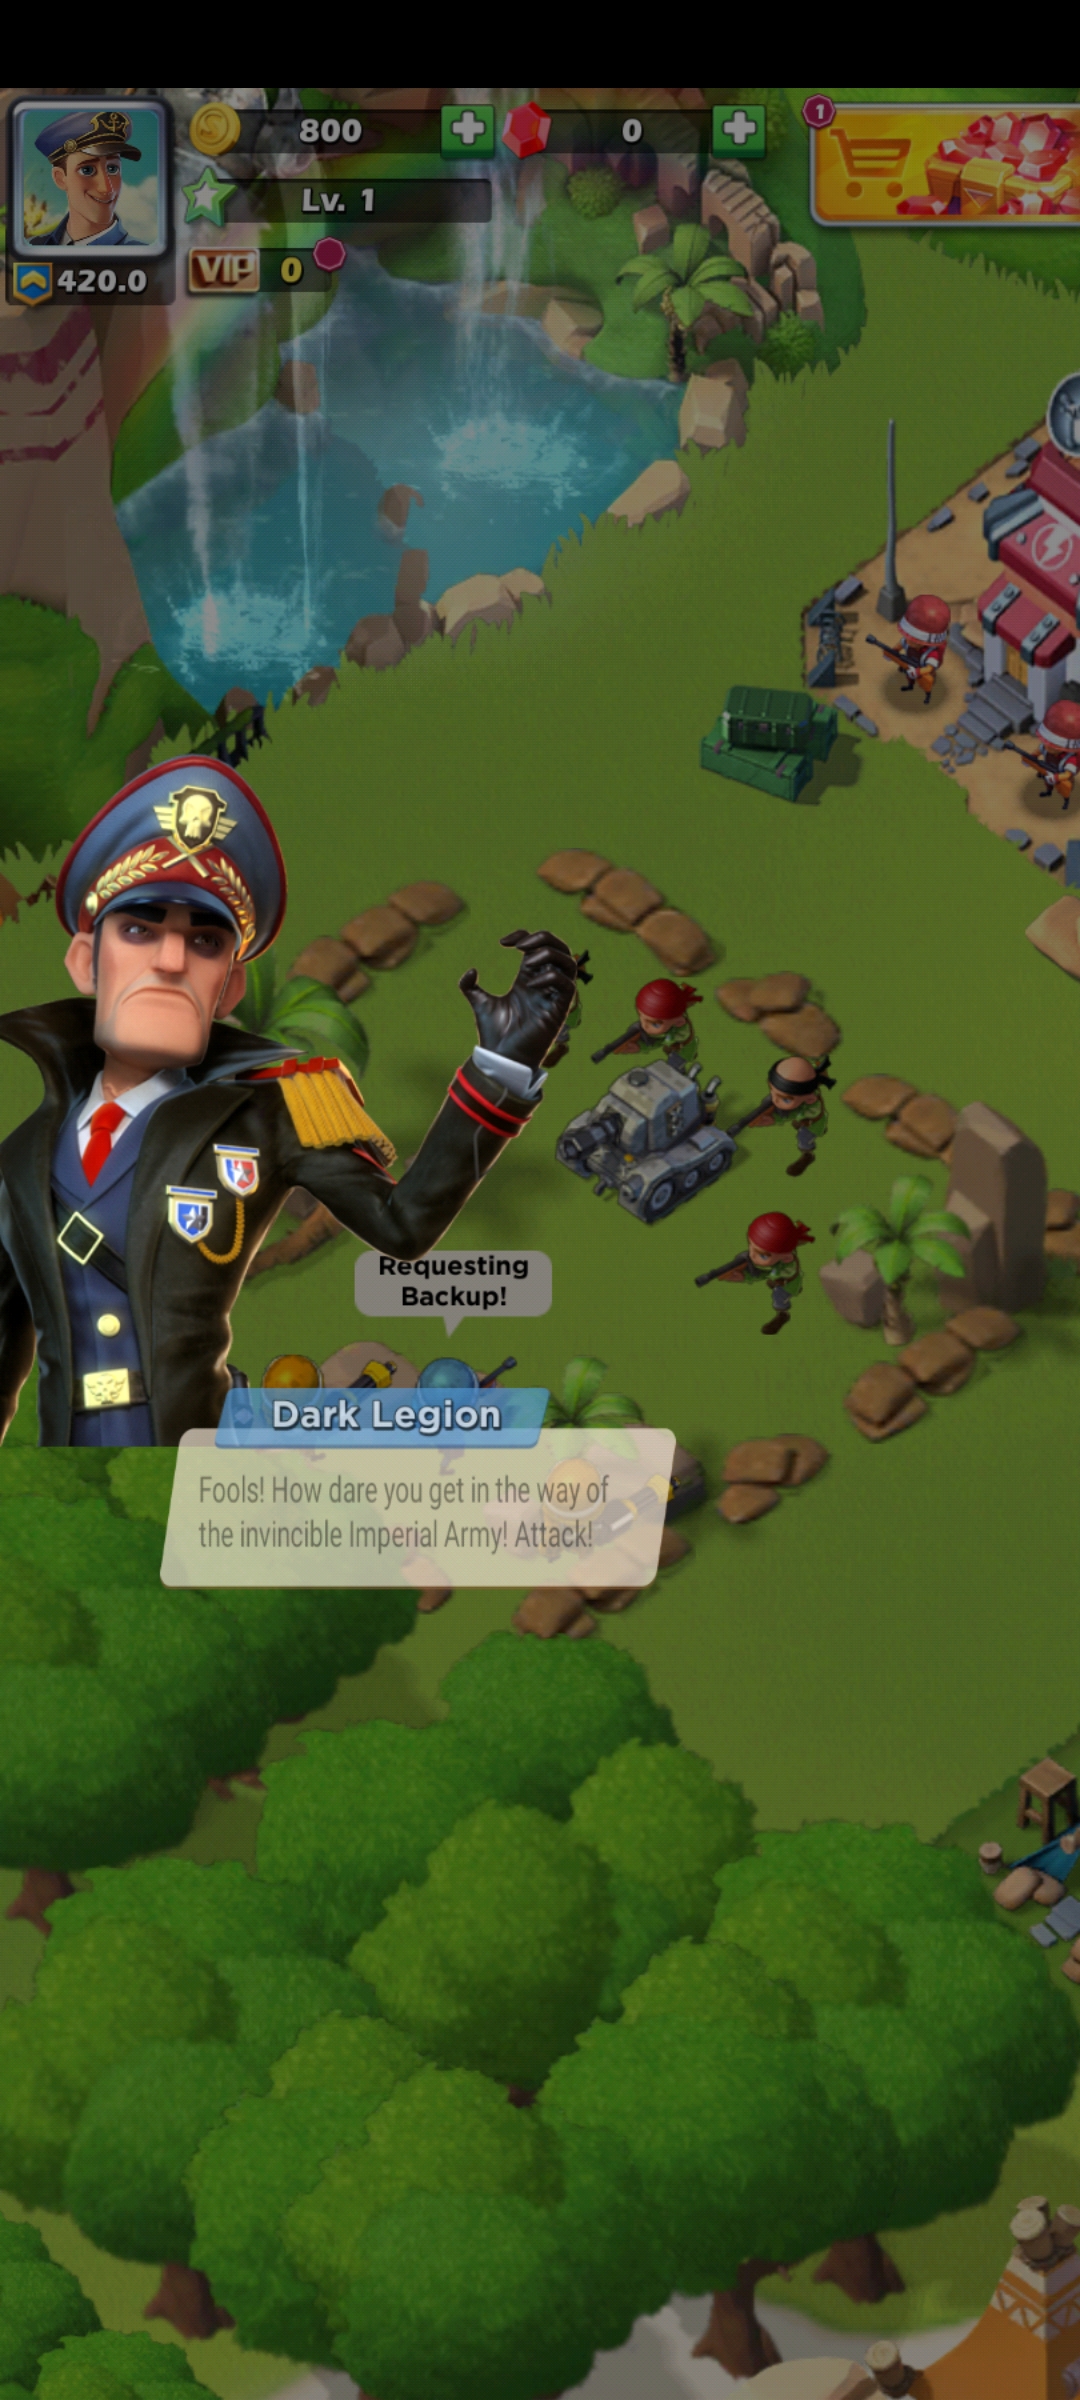 800
0
1
Lv. 1
VIP 0
420.0
Requesting
Backup!
Dark Legion
Fools! How dare you get in the way of
the invincible Imperial Army! Attack!